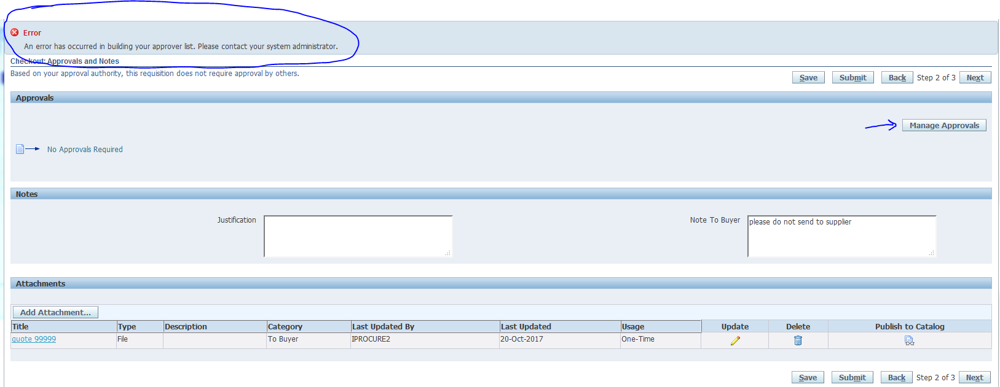 Error
An error has occurred in building your approver list. Please contact your system administrator.
Checkout: Approvals and Notes
Based on your approval authority, this requisition does not require approval by others.
Save Submit Back Step 2 of 3 Next
Approvals
Manage Approvals
No Approvals Required
Notes
Justification
Note To Buyer please do not send to supplier
Attachments
Add Attachment...
Title Type Description Category Last Updated By Last Updated Usage Update Delete Publish to Catalog
quote 99999 File To Buyer IPROCURE2 20-Oct-2017 One-Time
Save Submit Back Step 2 of 3 Next